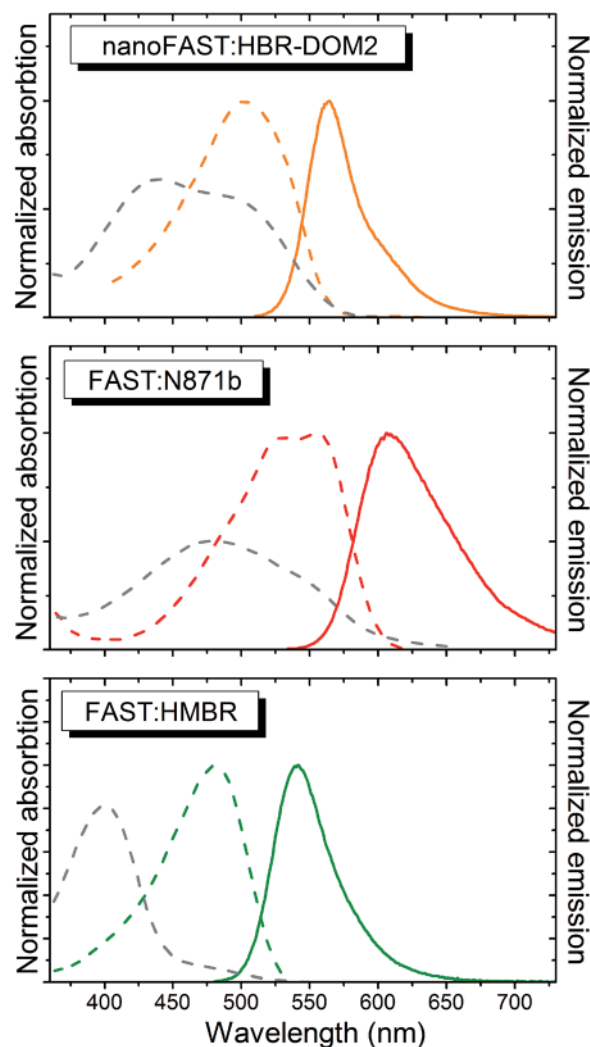 nanoFAST:HBR-DOM2
Normalized absorbtion
Normalized emission
FAST:N871b
Normalized absorbtion
Normalized emission
FAST:HMBR
Normalized absorbtion
Normalized emission
400 450 500 550 600 650 700
Wavelength (nm)